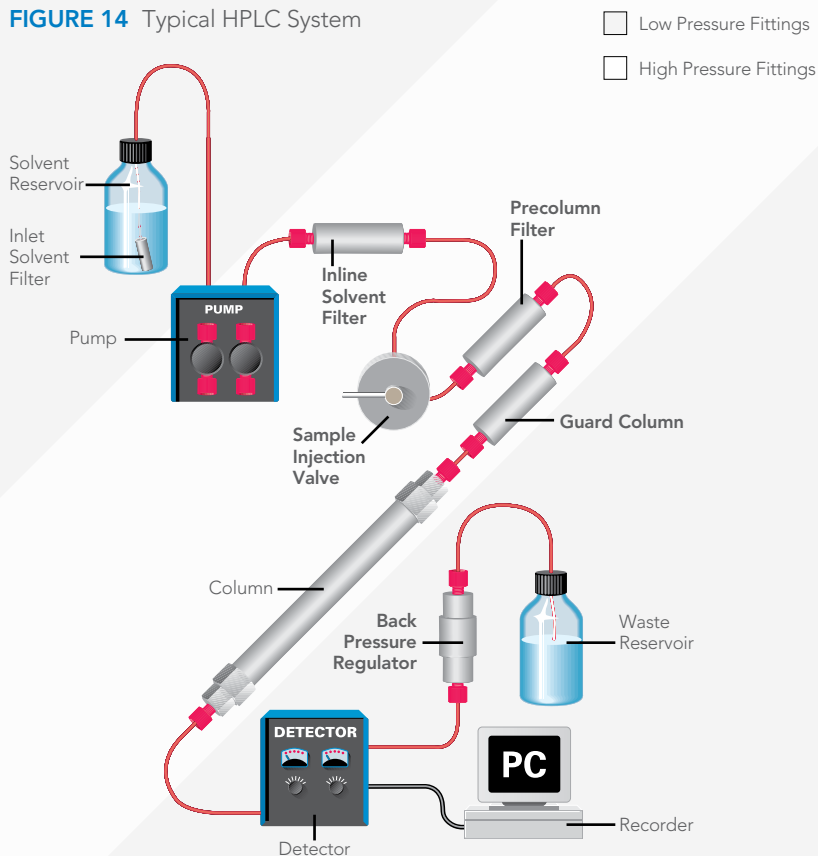 FIGURE 14 Typical HPLC System
Low Pressure Fittings
High Pressure Fittings
Solvent
Reservoir
Inlet
Solvent
Filter
PUMP
Pump
Inline
Solvent
Filter
Precolumn
Filter
Sample
Injection
Valve
Guard Column
Column
Back
Pressure
Regulator
Waste
Reservoir
DETECTOR
PC
Detector
Recorder